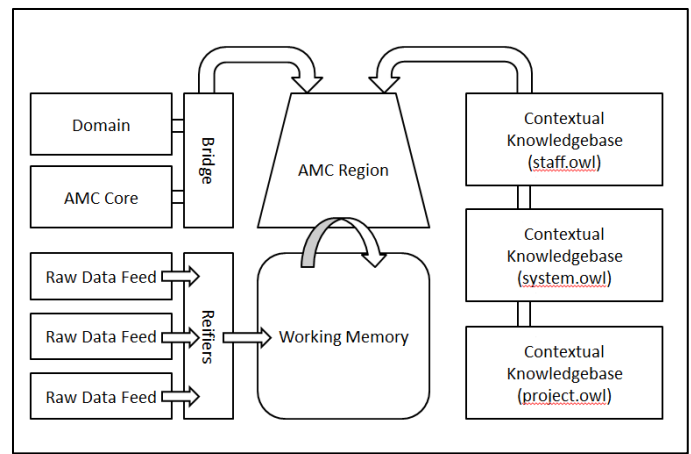 Domain
AMC Core
Bridge
AMC Region
Contextual
Knowledgebase
(staff.owl)
Contextual
Knowledgebase
(system.owl)
Contextual
Knowledgebase
(project.owl)
Raw Data Feed
Raw Data Feed
Raw Data Feed
Reifiers
Working Memory